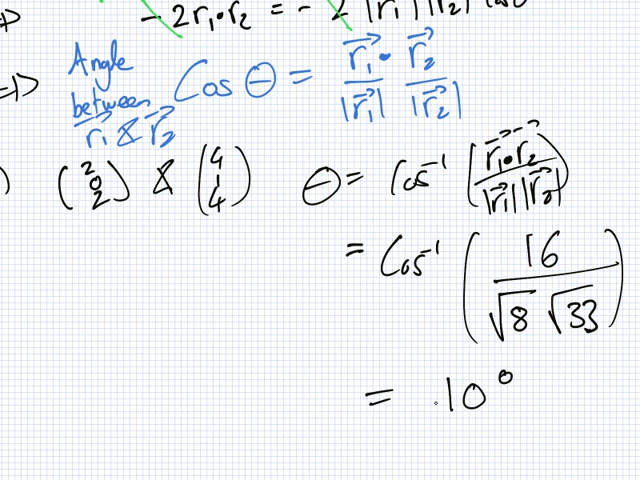 => - 2r₁•r₂ = - 2 |r₁||r₂| cos
=> Angle between r₁ & r₂ Cos θ = r₁ • r₂ / |r₁| |r₂|
) (2 0 2) & (4 1 4) θ = Cos⁻¹ (r₁•r₂ / |r₁||r₂|)
= Cos⁻¹ (16 / √8 √33)
= 10°